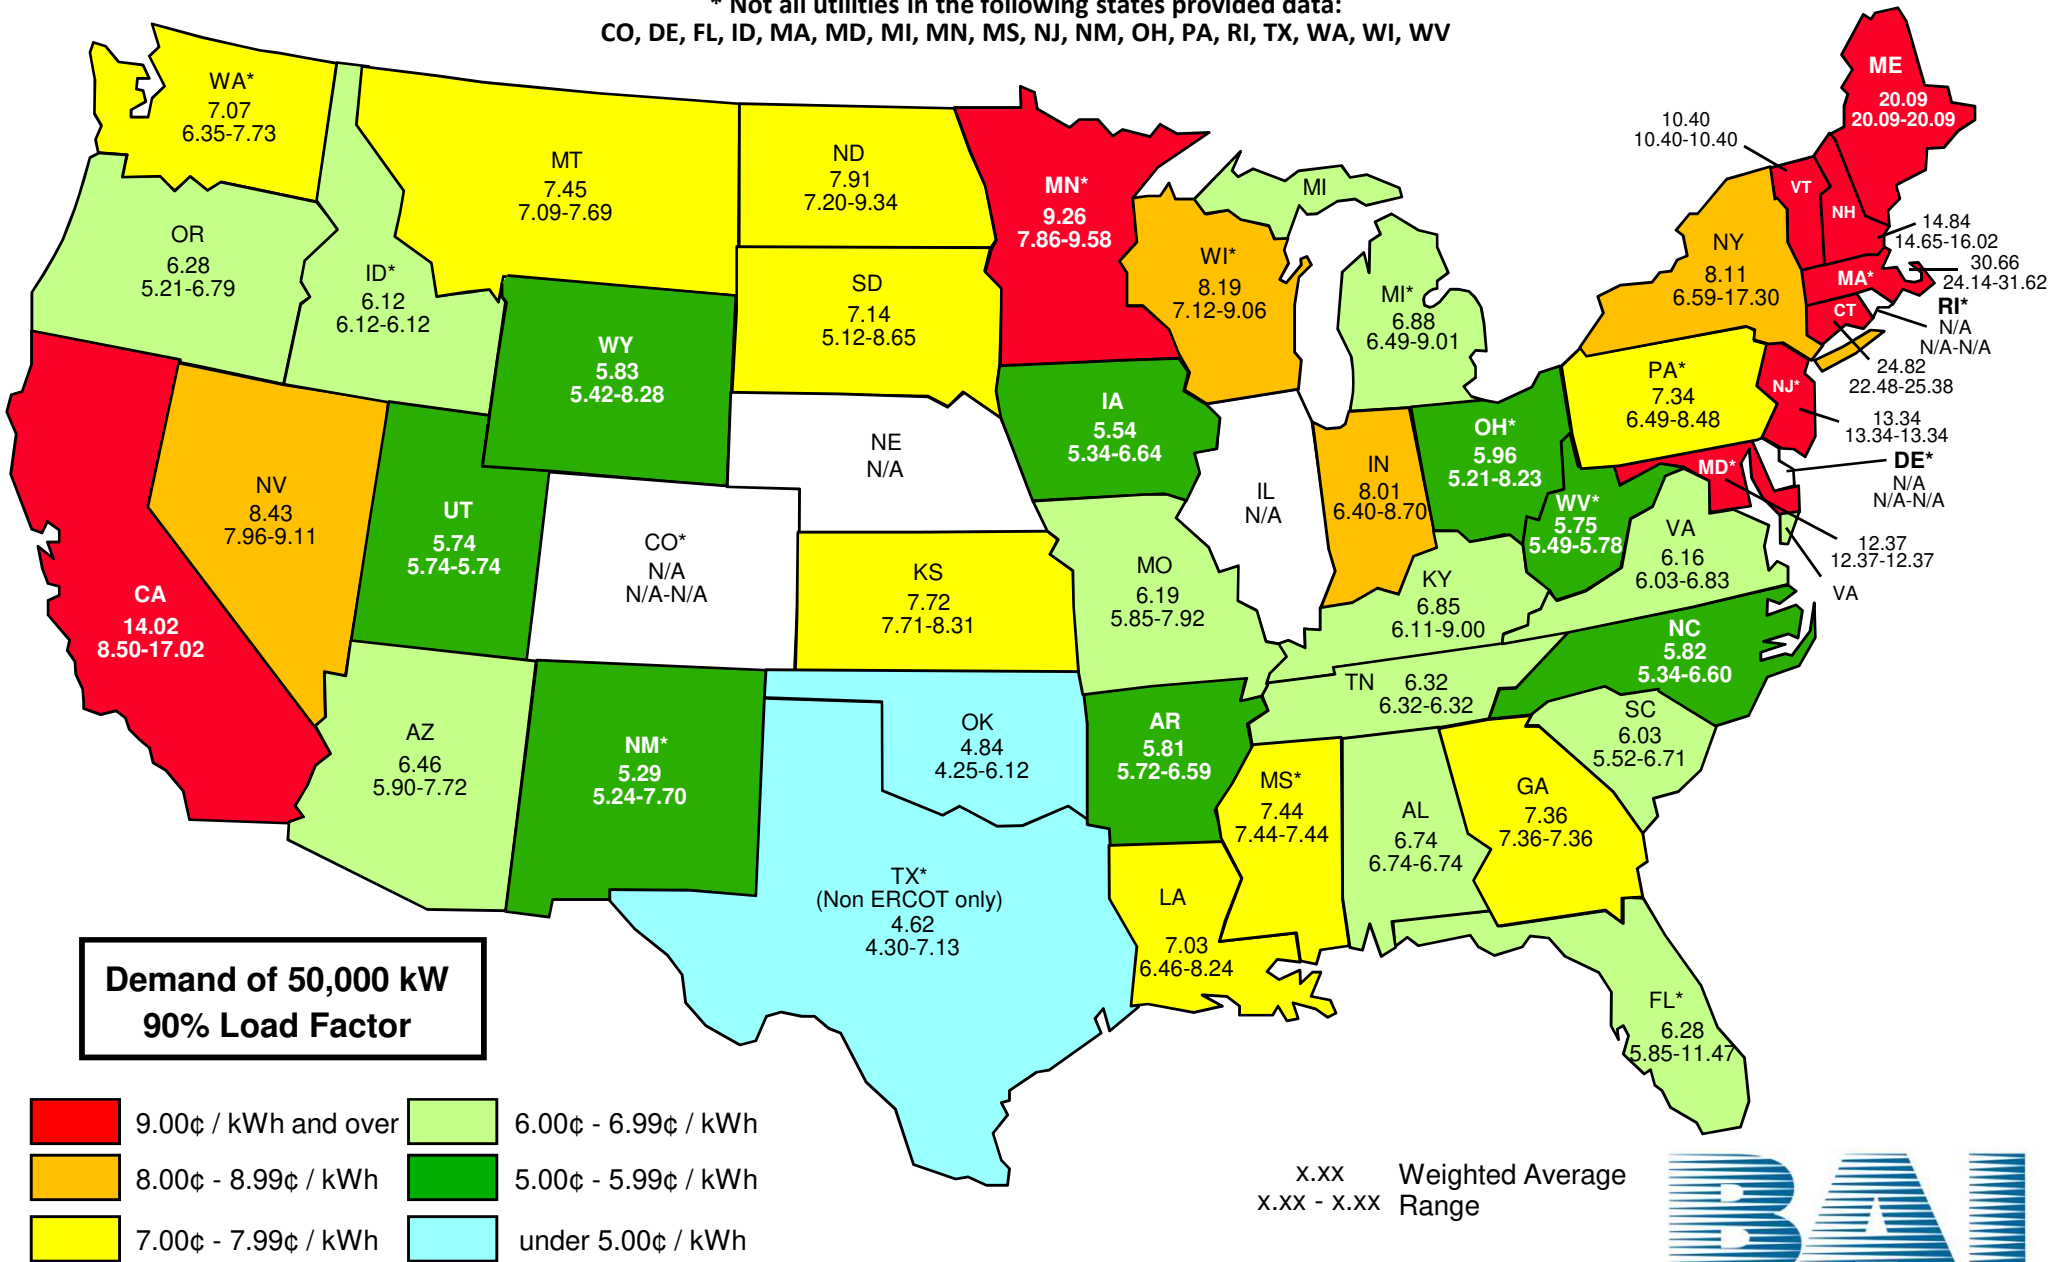 * Not all utilities in the following states provided data:
CO, DE, FL, ID, MA, MD, MI, MN, MS, NJ, NM, OH, PA, RI, TX, WA, WI, WV
WA*
7.07
6.35-7.73
MT
7.45
7.09-7.69
ND
7.91
7.20-9.34
MN*
9.26
7.86-9.58
MI
ME
20.09
20.09-20.09
10.40
10.40-10.40
VT
NH
14.84
14.65-16.02
OR
6.28
5.21-6.79
ID*
6.12
6.12-6.12
SD
7.14
5.12-8.65
WI*
8.19
7.12-9.06
MI*
6.88
6.49-9.01
NY
8.11
6.59-17.30
MA*
30.66
24.14-31.62
CT
RI*
N/A
N/A-N/A
24.82
22.48-25.38
WY
5.83
5.42-8.28
IA
5.54
5.34-6.64
PA*
7.34
6.49-8.48
NJ*
13.34
13.34-13.34
NE
N/A
OH*
5.96
5.21-8.23
DE*
N/A
N/A-N/A
MD*
12.37
12.37-12.37
NV
8.43
7.96-9.11
UT
5.74
5.74-5.74
IL
N/A
IN
8.01
6.40-8.70
WV*
5.75
5.49-5.78
VA
6.16
6.03-6.83
VA
CO*
N/A
N/A-N/A
KS
7.72
7.71-8.31
MO
6.19
5.85-7.92
KY
6.85
6.11-9.00
CA
14.02
8.50-17.02
NC
5.82
5.34-6.60
TN 6.32
6.32-6.32
AZ
6.46
5.90-7.72
NM*
5.29
5.24-7.70
OK
4.84
4.25-6.12
AR
5.81
5.72-6.59
SC
6.03
5.52-6.71
MS*
7.44
7.44-7.44
AL
6.74
6.74-6.74
GA
7.36
7.36-7.36
TX*
(Non ERCOT only)
4.62
4.30-7.13
LA
7.03
6.46-8.24
FL*
6.28
5.85-11.47
Demand of 50,000 kW
90% Load Factor
9.00¢ / kWh and over
8.00¢ - 8.99¢ / kWh
7.00¢ - 7.99¢ / kWh
6.00¢ - 6.99¢ / kWh
5.00¢ - 5.99¢ / kWh
under 5.00¢ / kWh
x.xx Weighted Average
x.xx - x.xx Range
BAI